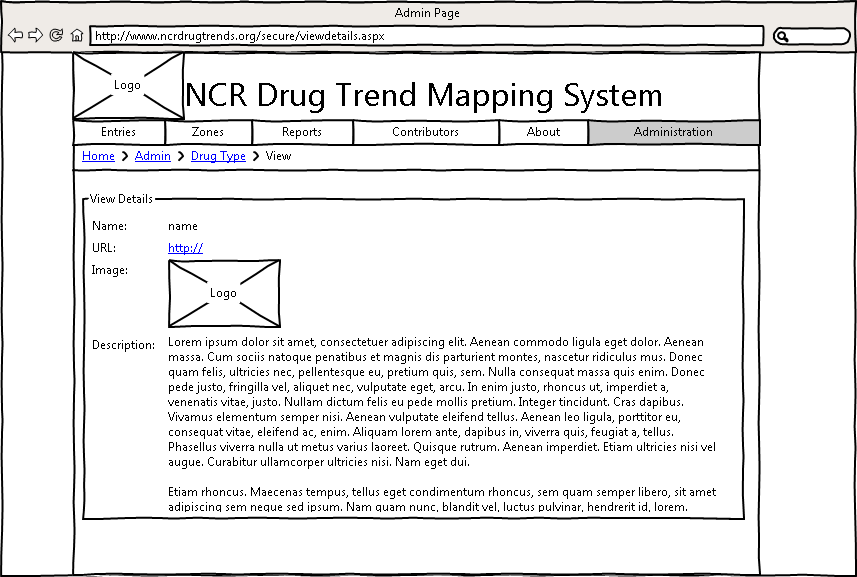 Admin Page
http://www.ncrdrugtrends.org/secure/viewdetails.aspx
Logo
NCR Drug Trend Mapping System
Entries Zones Reports Contributors About Administration
Home > Admin > Drug Type > View
View Details
Name: name
URL: http://
Image:
Logo
Description: Lorem ipsum dolor sit amet, consectetuer adipiscing elit. Aenean commodo ligula eget dolor. Aenean
massa. Cum sociis natoque penatibus et magnis dis parturient montes, nascetur ridiculus mus. Donec
quam felis, ultricies nec, pellentesque eu, pretium quis, sem. Nulla consequat massa quis enim. Donec
pede justo, fringilla vel, aliquet nec, vulputate eget, arcu. In enim justo, rhoncus ut, imperdiet a,
venenatis vitae, justo. Nullam dictum felis eu pede mollis pretium. Integer tincidunt. Cras dapibus.
Vivamus elementum semper nisi. Aenean vulputate eleifend tellus. Aenean leo ligula, porttitor eu,
consequat vitae, eleifend ac, enim. Aliquam lorem ante, dapibus in, viverra quis, feugiat a, tellus.
Phasellus viverra nulla ut metus varius laoreet. Quisque rutrum. Aenean imperdiet. Etiam ultricies nisi vel
augue. Curabitur ullamcorper ultricies nisi. Nam eget dui.
Etiam rhoncus. Maecenas tempus, tellus eget condimentum rhoncus, sem quam semper libero, sit amet
adipiscing sem neque sed ipsum. Nam quam nunc, blandit vel, luctus pulvinar, hendrerit id, lorem.